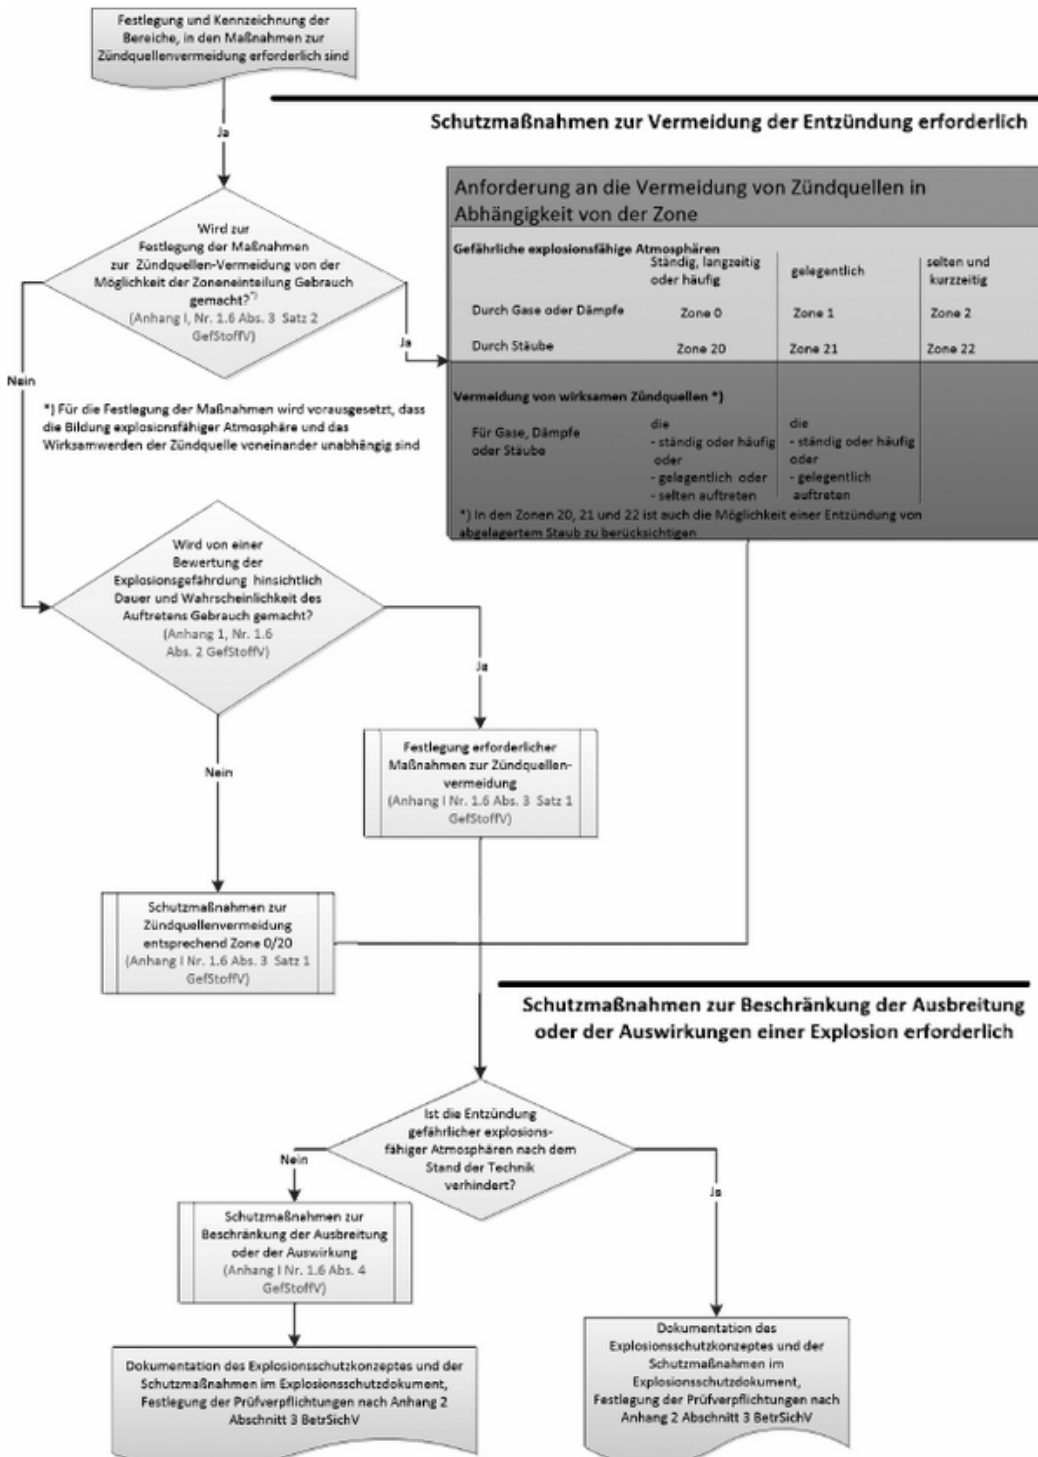 Festlegung und Kennzeichnung der
Bereiche, in den Maßnahmen zur
Zündquellenvermeidung erforderlich sind
Ja
Schutzmaßnahmen zur Vermeidung der Entzündung erforderlich
Wird zur
Festlegung der Maßnahmen
zur Zündquellen-Vermeidung von der
Möglichkeit der Zoneneinteilung Gebrauch
gemacht?*)
(Anhang I, Nr. 1.6 Abs. 3 Satz 2
GefStoffV)
Ja
Nein
Anforderung an die Vermeidung von Zündquellen in
Abhängigkeit von der Zone
Gefährliche explosionsfähige Atmosphären
Ständig, langzeitig
oder häufig
gelegentlich
selten und
kurzzeitig
Durch Gase oder Dämpfe
Zone 0
Zone 1
Zone 2
Durch Stäube
Zone 20
Zone 21
Zone 22
Vermeidung von wirksamen Zündquellen *)
Für Gase, Dämpfe
oder Stäube
die
- ständig oder häufig
oder
- gelegentlich oder
- selten auftreten
die
- ständig oder häufig
oder
- gelegentlich
auftreten
*) In den Zonen 20, 21 und 22 ist auch die Möglichkeit einer Entzündung von
abgelagertem Staub zu berücksichtigen
*) Für die Festlegung der Maßnahmen wird vorausgesetzt, dass
die Bildung explosionsfähiger Atmosphäre und das
Wirksamwerden der Zündquelle voneinander unabhängig sind
Wird von einer
Bewertung der
Explosionsgefährdung hinsichtlich
Dauer und Wahrscheinlichkeit des
Auftretens Gebrauch gemacht?
(Anhang 1, Nr. 1.6
Abs. 2 GefStoffV)
Ja
Nein
Festlegung erforderlicher
Maßnahmen zur Zündquellen-
vermeidung
(Anhang I Nr. 1.6 Abs. 3 Satz 1
GefStoffV)
Schutzmaßnahmen zur
Zündquellenvermeidung
entsprechend Zone 0/20
(Anhang I Nr. 1.6 Abs. 3 Satz 1
GefStoffV)
Schutzmaßnahmen zur Beschränkung der Ausbreitung
oder der Auswirkungen einer Explosion erforderlich
Ist die Entzündung
gefährlicher explosions-
fähiger Atmosphären nach dem
Stand der Technik
verhindert?
Nein
Ja
Schutzmaßnahmen zur
Beschränkung der Ausbreitung
oder der Auswirkung
(Anhang I Nr. 1.6 Abs. 4
GefStoffV)
Dokumentation des Explosionsschutzkonzeptes und der
Schutzmaßnahmen im Explosionsschutzdokument,
Festlegung der Prüfverpflichtungen nach Anhang 2
Abschnitt 3 BetrSichV
Dokumentation des
Explosionsschutzkonzeptes und der
Schutzmaßnahmen im
Explosionsschutzdokument,
Festlegung der Prüfverpflichtungen nach
Anhang 2 Abschnitt 3 BetrSichV